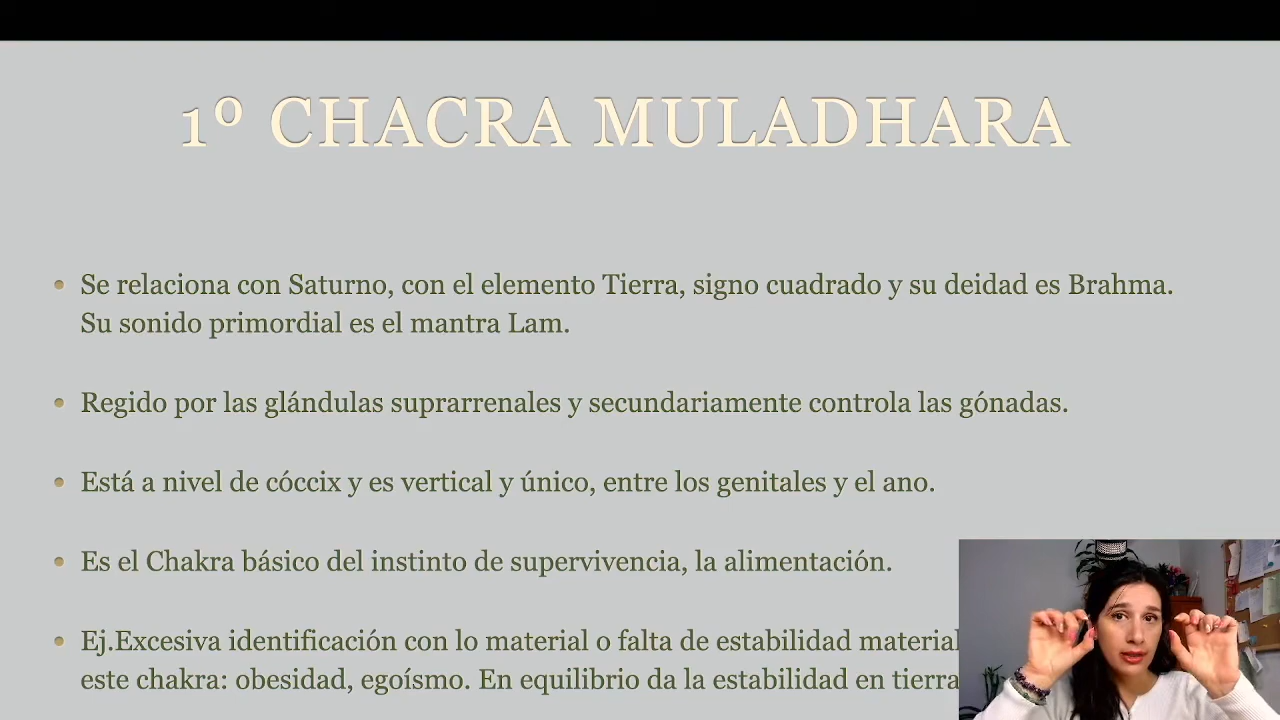 1º CHACRA MULADHARA
Se relaciona con Saturno, con el elemento Tierra, signo cuadrado y su deidad es Brahma.
Su sonido primordial es el mantra Lam.
Regido por las glándulas suprarrenales y secundariamente controla las gónadas.
Está a nivel de cóccix y es vertical y único, entre los genitales y el ano.
Es el Chakra básico del instinto de supervivencia, la alimentación.
Ej.Excesiva identificación con lo material o falta de estabilidad material
este chakra: obesidad, egoísmo. En equilibrio da la estabilidad en tierra